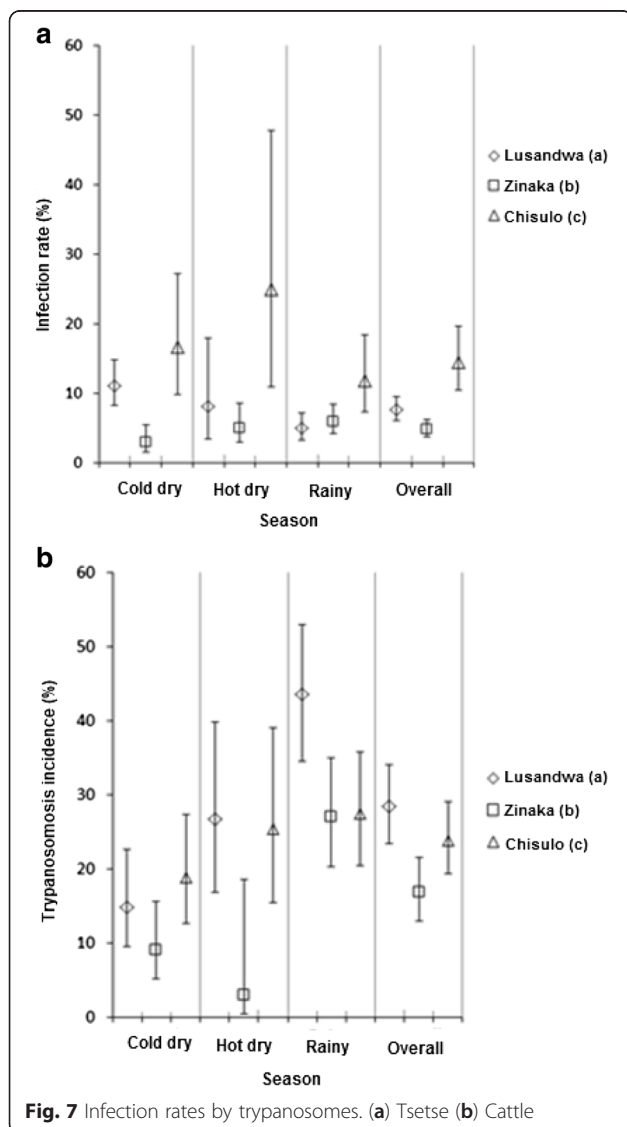 a
60
50
40
30
20
10
0
Infection rate (%)
Cold dry Hot dry Rainy Overall
Season
Lusandwa (a)
Zinaka (b)
Chisulo (c)
b
60
50
40
30
20
10
0
Trypanosomosis incidence (%)
Cold dry Hot dry Rainy Overall
Season
Lusandwa (a)
Zinaka (b)
Chisulo (c)
Fig. 7 Infection rates by trypanosomes. (a) Tsetse (b) Cattle